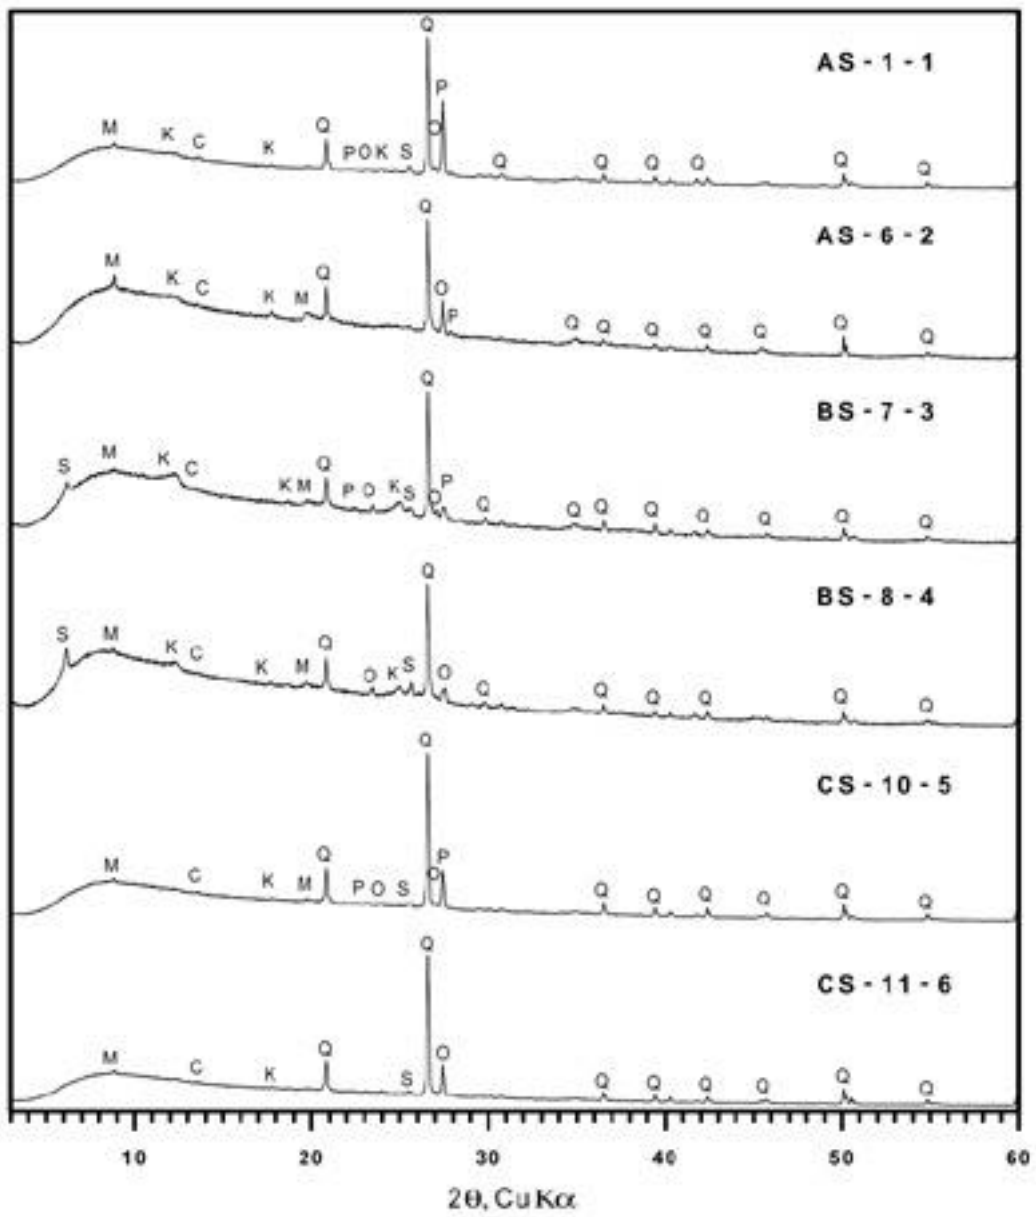 Q
AS - 1 - 1
P
M K C K Q P O K S O Q Q Q Q Q Q
Q
AS - 6 - 2
M K C K M Q O P Q Q Q Q Q Q Q
Q
BS - 7 - 3
S M K C K M Q P O K S O P Q Q Q Q Q Q Q Q
Q
BS - 8 - 4
S M K C K M Q O K S O Q Q Q Q Q Q
Q
CS - 10 - 5
M C K M Q P O S O P Q Q Q Q Q Q
Q
CS - 11 - 6
M C K Q S O Q Q Q Q Q Q
10 20 30 40 50 60
2θ, Cu Kα